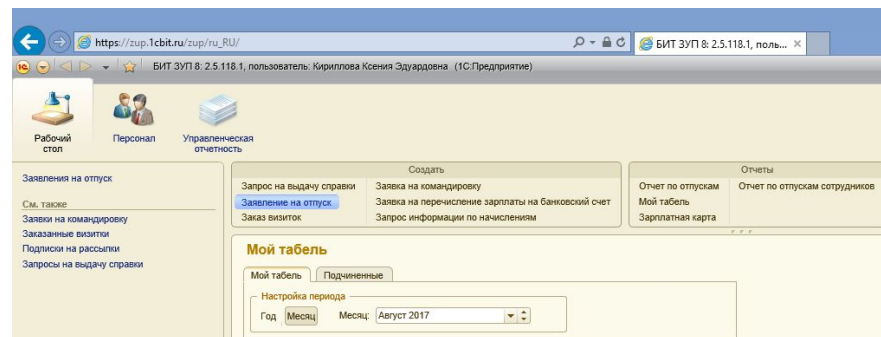 https://zup.1cbit.ru/zup/ru_RU/
БИТ ЗУП 8: 2.5.118.1, поль...
БИТ ЗУП 8: 2.5.118.1, пользователь: Кириллова Ксения Эдуардовна (1С:Предприятие)
Рабочий стол
Персонал
Управленческая отчетность
Заявления на отпуск
См. также
Заявки на командировку
Заказанные визитки
Подписки на рассылки
Запросы на выдачу справки
Создать
Запрос на выдачу справки
Заявка на командировку
Заявление на отпуск
Заявка на перечисление зарплаты на банковский счет
Заказ визиток
Запрос информации по начислениям
Отчеты
Отчет по отпускам
Отчет по отпускам сотрудников
Мой табель
Зарплатная карта
Мой табель
Мой табель
Подчиненные
Настройка периода
Год
Месяц
Месяц:
Август 2017